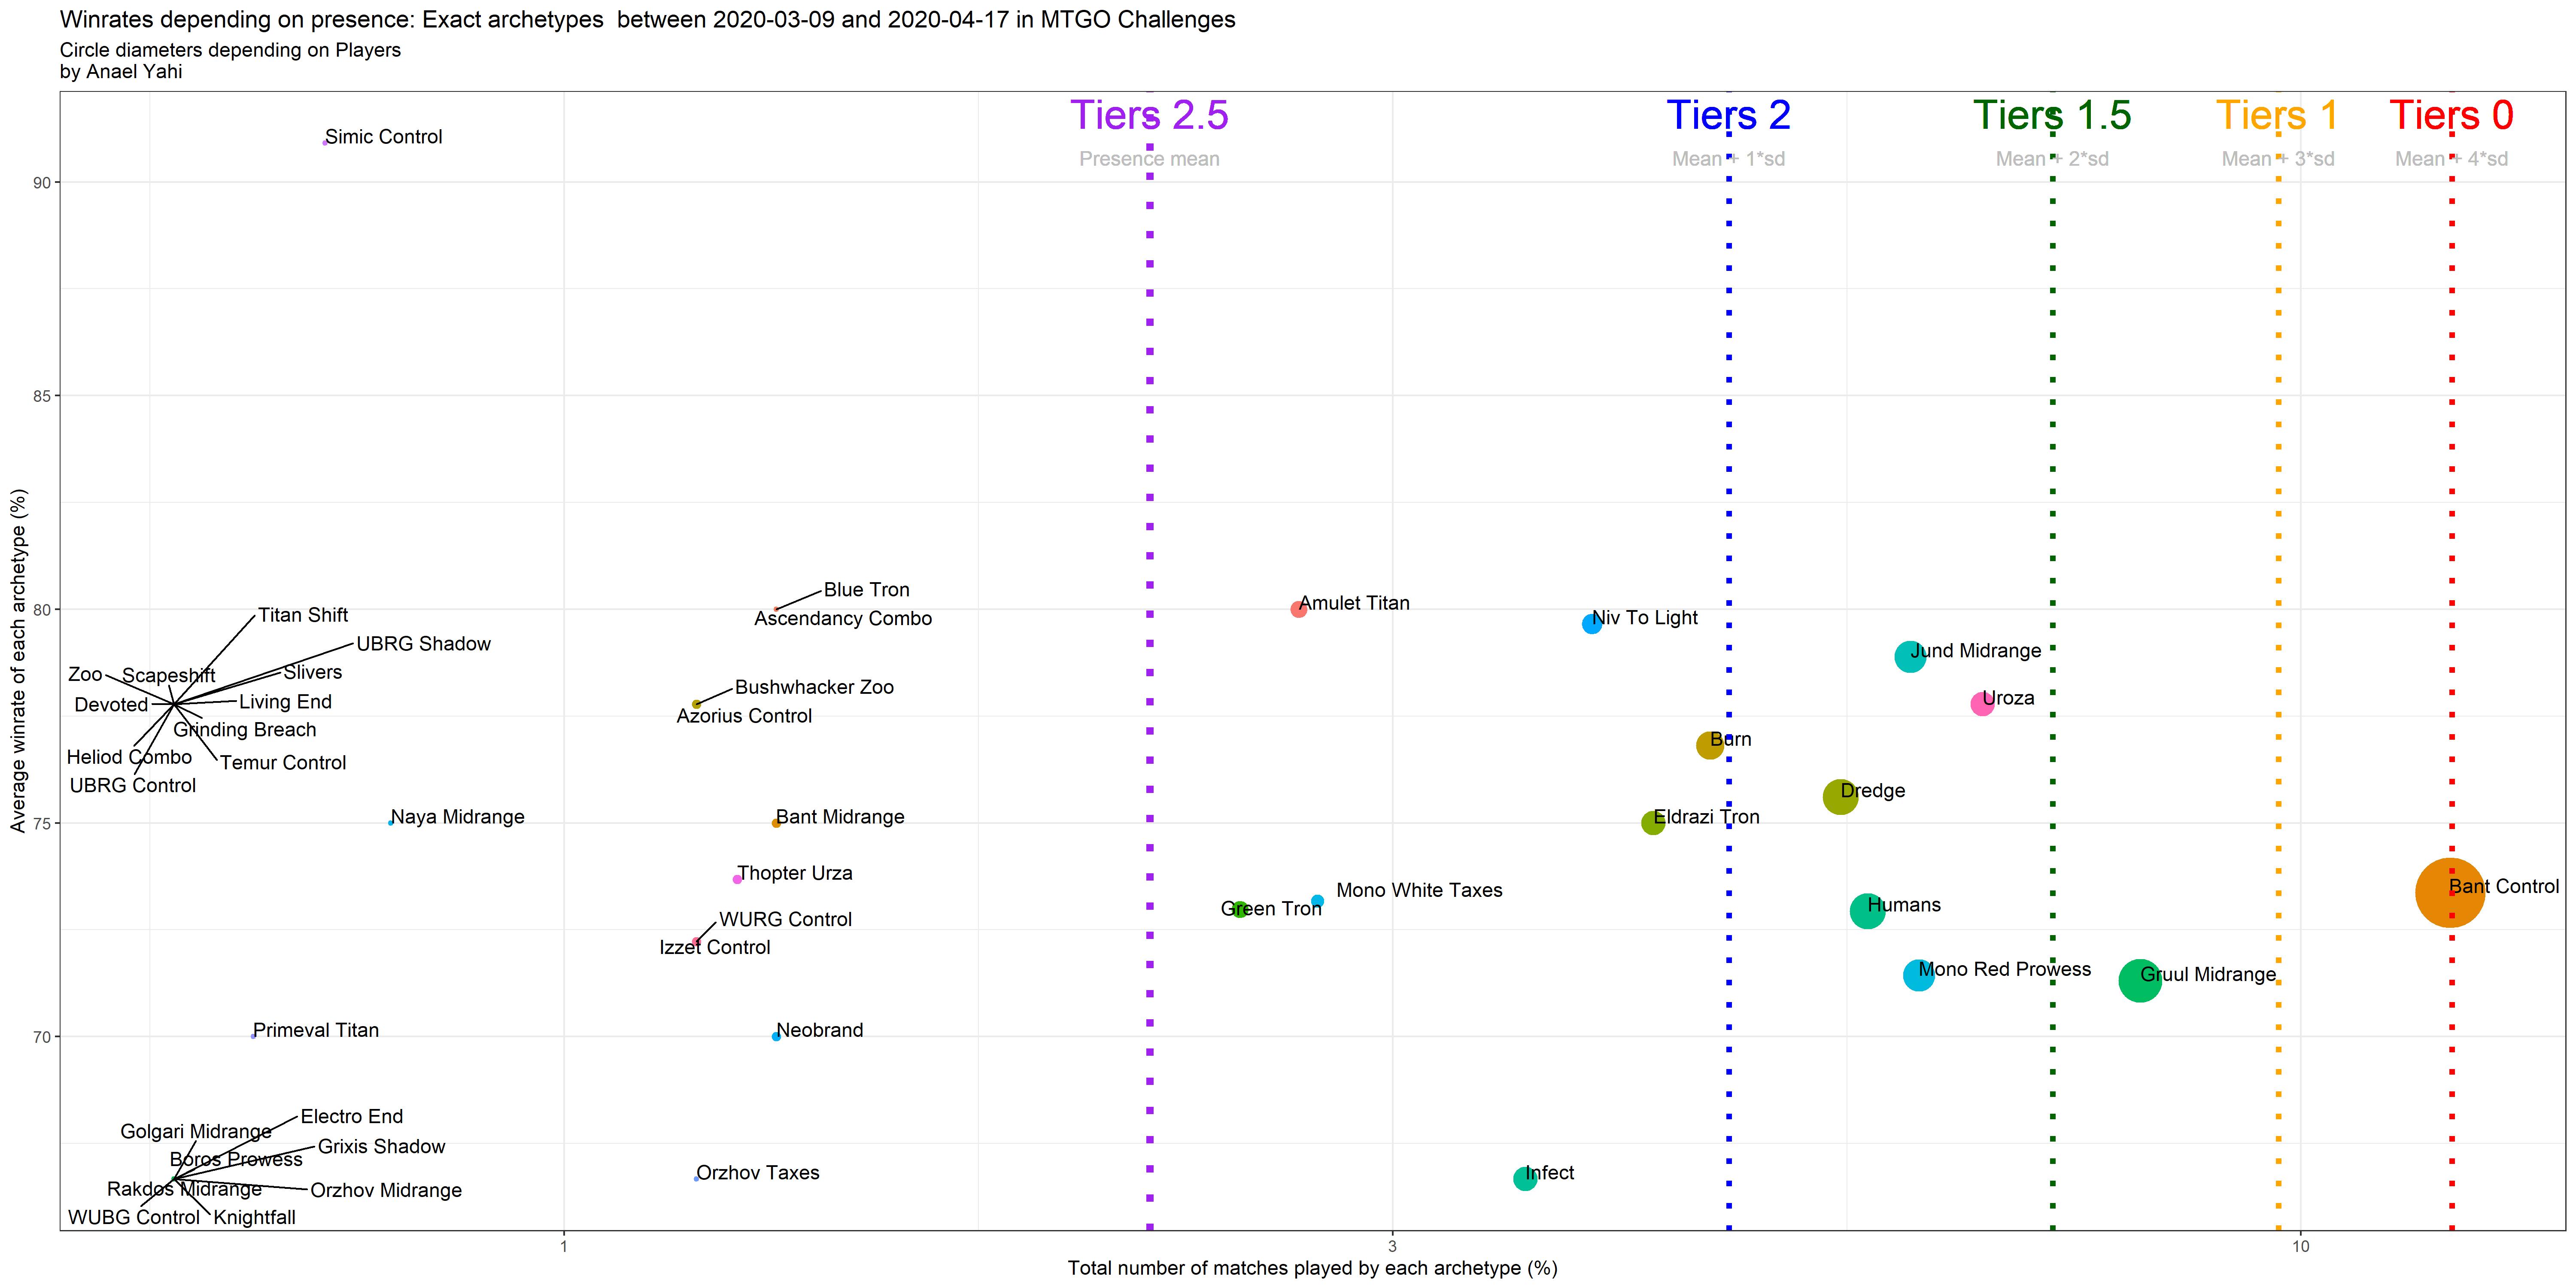 Winrates depending on presence: Exact archetypes  between 2020-03-09 and 2020-04-17 in MTGO Challenges
Circle diameters depending on Players
by Anael Yahi
Tiers 2.5
Tiers 2
Tiers 1.5
Tiers 1
Tiers 0
Presence mean
Mean + 1*sd
Mean + 2*sd
Mean + 3*sd
Mean + 4*sd
Simic Control
90
85
80
75
70
Average winrate of each archetype (%)
Blue Tron
Ascendancy Combo
Amulet Titan
Niv To Light
Titan Shift
UBRG Shadow
Jund Midrange
Zoo
Scapeshift
Slivers
Devoted
Living End
Grinding Breach
Heliod Combo
Temur Control
UBRG Control
Bushwhacker Zoo
Azorius Control
Uroza
Burn
Dredge
Naya Midrange
Bant Midrange
Eldrazi Tron
Thopter Urza
Mono White Taxes
Green Tron
Humans
Bant Control
WURG Control
Izzet Control
Mono Red Prowess
Gruul Midrange
Primeval Titan
Neobrand
Electro End
Golgari Midrange
Grixis Shadow
Boros Prowess
Rakdos Midrange
Orzhov Midrange
WUBG Control
Knightfall
Orzhov Taxes
Infect
1
3
10
Total number of matches played by each archetype (%)